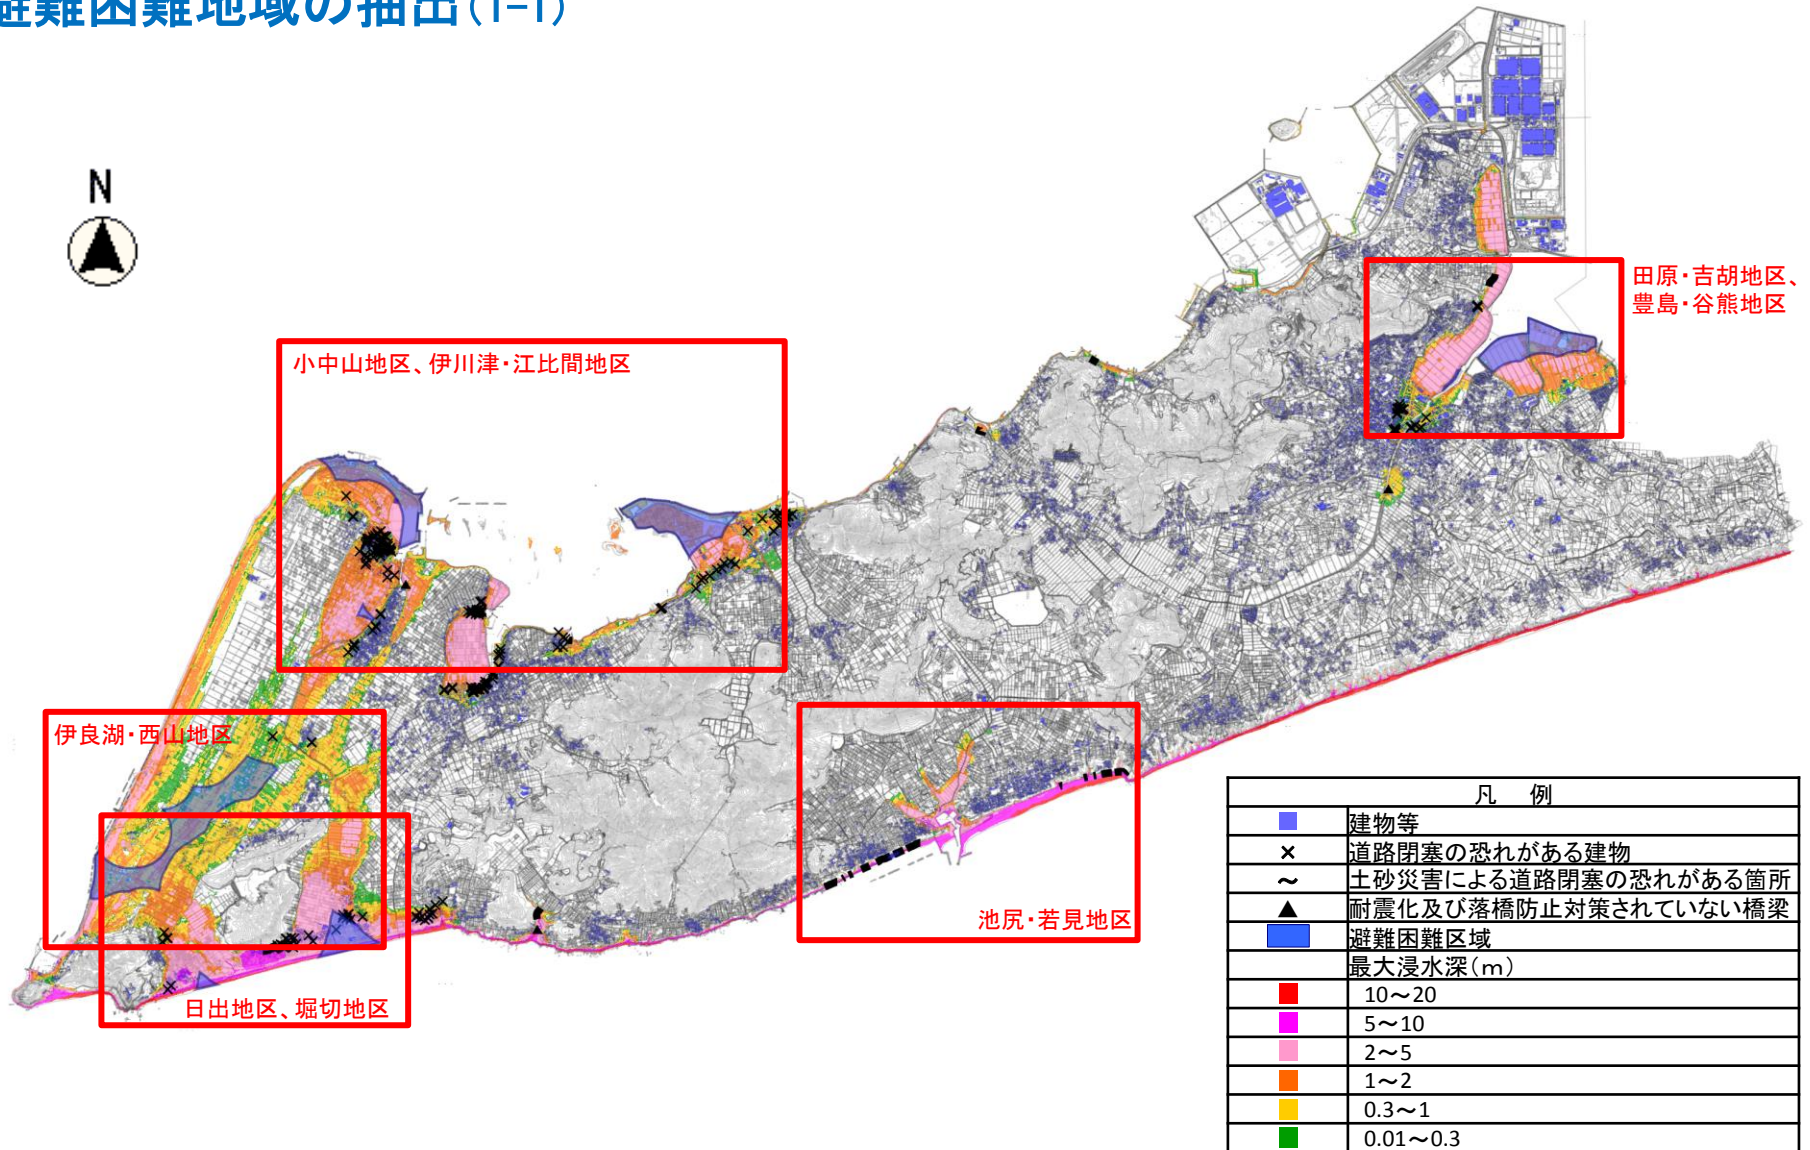 避難困難地域の抽出(1-1)
N
田原・吉胡地区、
豊島・谷熊地区
小中山地区、伊川津・江比間地区
伊良湖・西山地区
池尻・若見地区
日出地区、堀切地区
凡 例
建物等
× 道路閉塞の恐れがある建物
～ 土砂災害による道路閉塞の恐れがある箇所
▲ 耐震化及び落橋防止対策されていない橋梁
避難困難区域
最大浸水深(m)
10～20
5～10
2～5
1～2
0.3～1
0.01～0.3